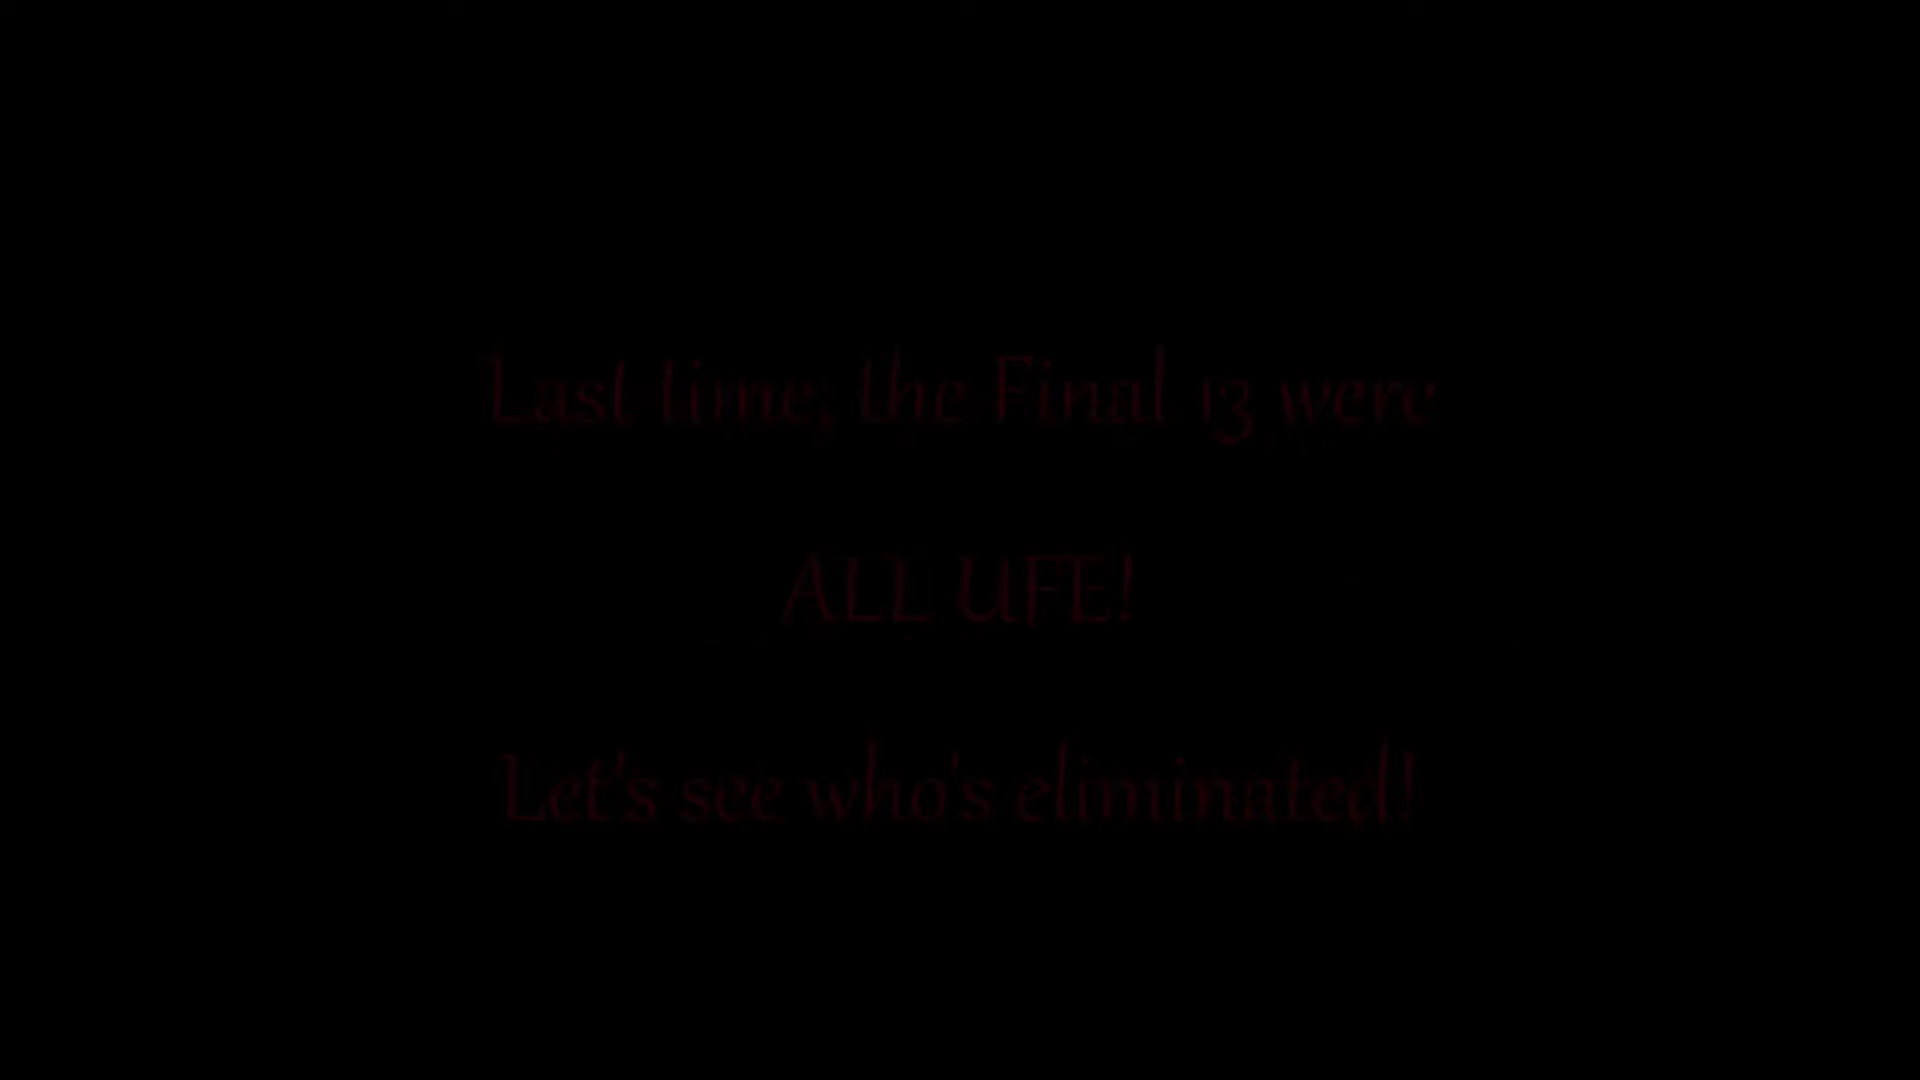 Last time, the Final 13 were
ALL UFE!
Let's see who's eliminated!